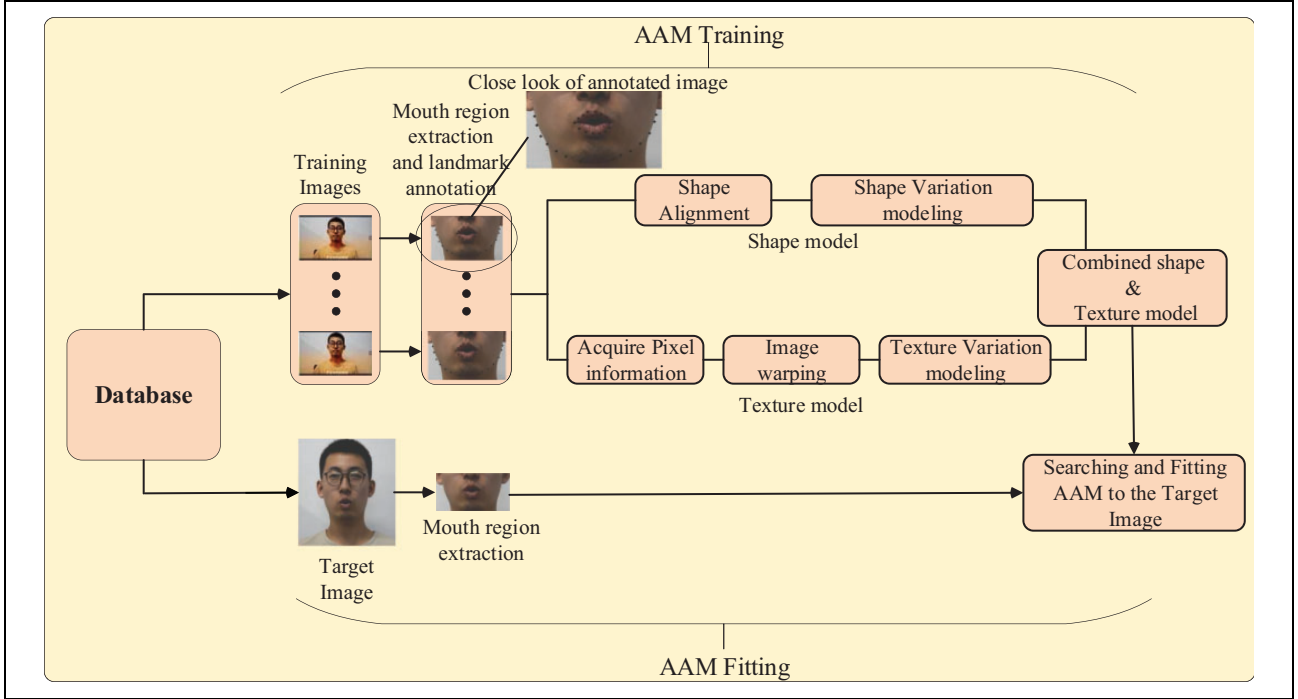 AAM Training
Close look of annotated image
Mouth region
extraction
and landmark
annotation
Training
Images
Shape
Alignment
Shape Variation
modeling
Shape model
Combined shape
&
Texture model
Acquire Pixel
information
Image
warping
Texture Variation
modeling
Texture model
Database
Searching and Fitting
AAM to the Target
Image
Mouth region
extraction
Target
Image
AAM Fitting